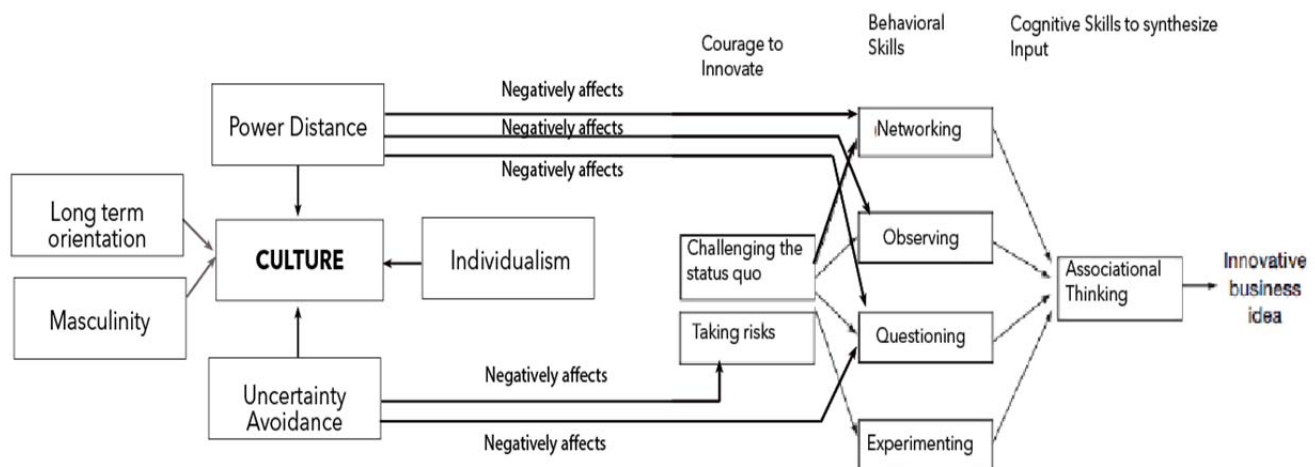 Courage to
Innovate
Behavioral
Skills
Cognitive Skills to synthesize
Input
Negatively affects
Power Distance
Negatively affects
Networking
Negatively affects
Long term
orientation
CULTURE
Individualism
Challenging the
status quo
Observing
Associational
Thinking
Innovative
business
idea
Masculinity
Taking risks
Questioning
Uncertainty
Avoidance
Negatively affects
Negatively affects
Experimenting